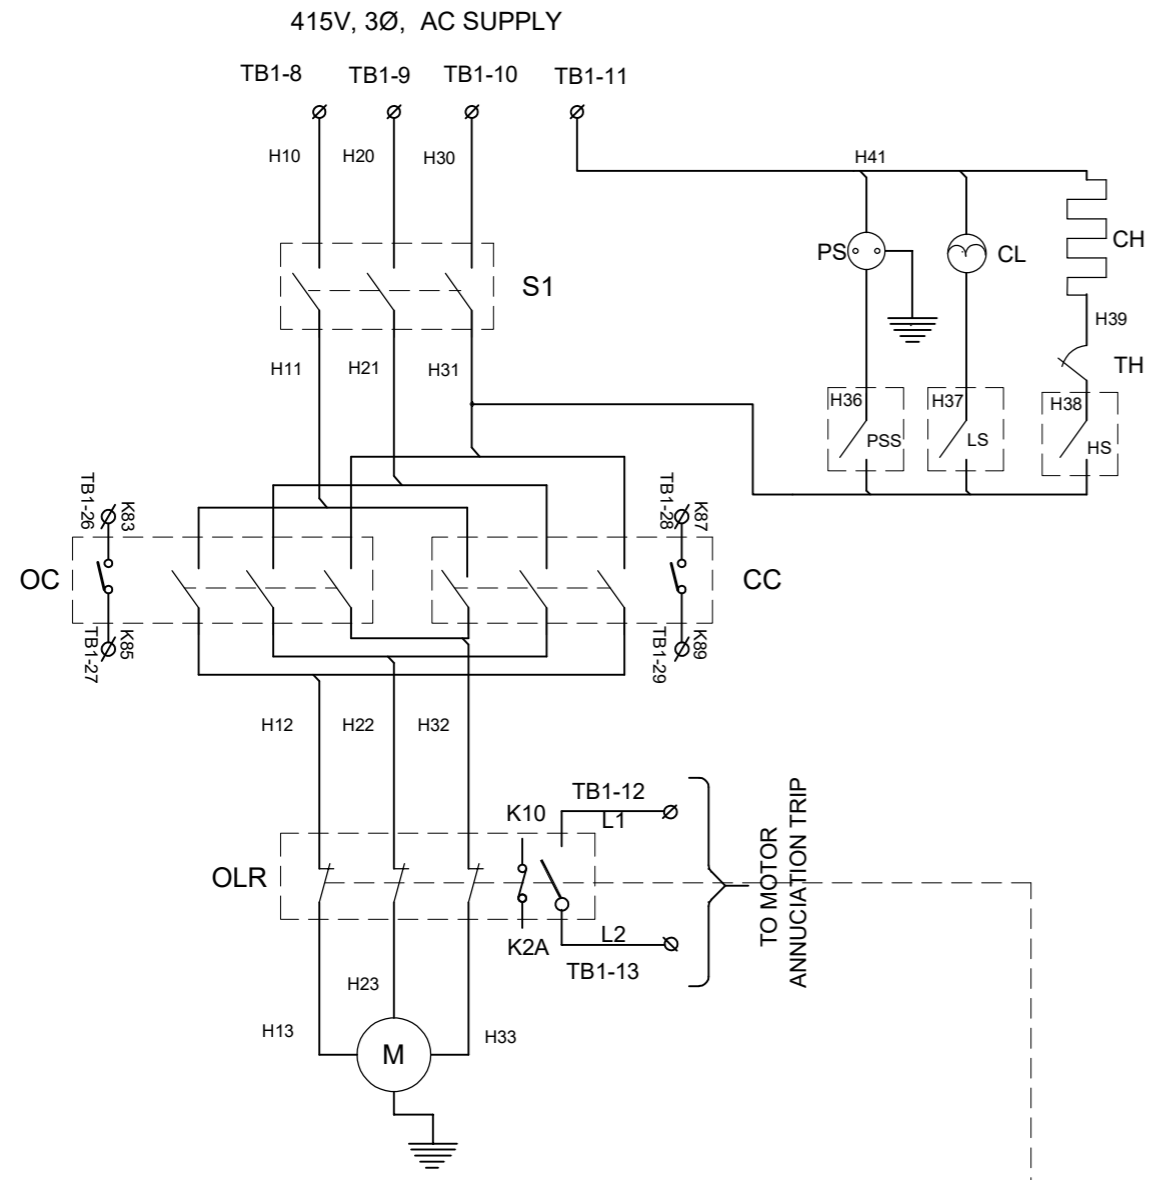 415V, 3Ø, AC SUPPLY
TB1-8
TB1-9
TB1-10
TB1-11
H10
H20
H30
H41
PS
CL
CH
S1
H39
TH
H11
H21
H31
H36
PSS
H37
LS
H38
HS
TB1-26
K83
TB1-28
K87
OC
CC
TB1-27
K85
TB1-29
K89
H12
H22
H32
TB1-12
L1
K10
OLR
K2A
L2
TB1-13
TO MOTOR
ANNUCIATION TRIP
H23
H13
H33
M